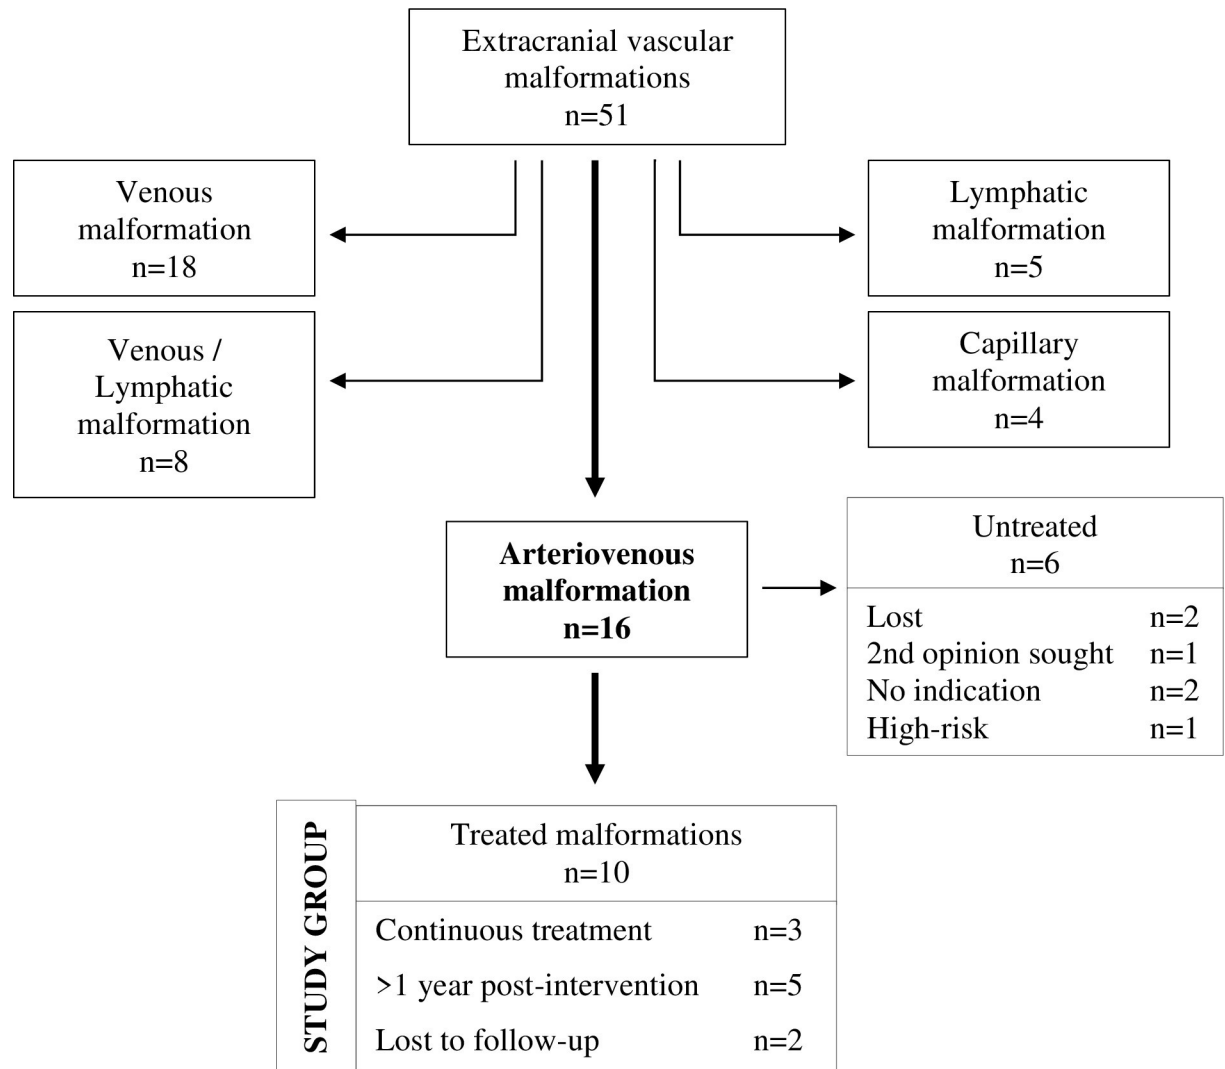 Extracranial vascular
malformations
n=51
Venous
malformation
n=18
Lymphatic
malformation
n=5
Venous /
Lymphatic
malformation
n=8
Capillary
malformation
n=4
Arteriovenous
malformation
n=16
Untreated
n=6
Lost n=2
2nd opinion sought n=1
No indication n=2
High-risk n=1
STUDY GROUP
Treated malformations
n=10
Continuous treatment n=3
>1 year post-intervention n=5
Lost to follow-up n=2